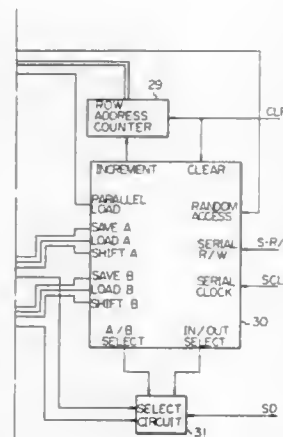 29
ROW
ADDRESS
COUNTER
CLR
INCREMENT
CLEAR
PARALLEL
LOAD
RANDOM
ACCESS
SAVE A
LOAD A
SHIFT A
SERIAL
R/W
S-R/
SAVE B
LOAD B
SHIFT B
SERIAL
CLOCK
SCL
30
A/B
SELECT
IN/OUT
SELECT
SELECT
CIRCUIT
SD
31